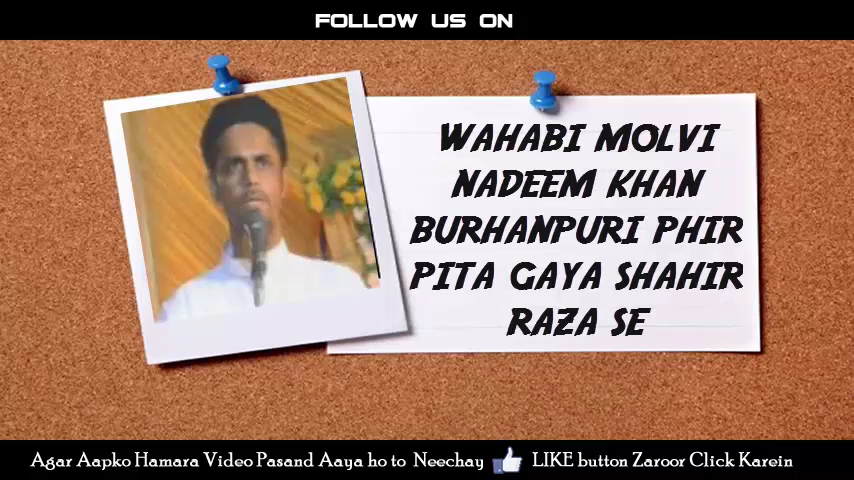 FOLLOW US ON
WAHABI MOLVI
NADEEM KHAN
BURHANPURI PHIR
PITA GAYA SHAHIR
RAZA SE
Agar Aapko Hamara Video Pasand Aaya ho to Neechay LIKE button Zaroor Click Karein